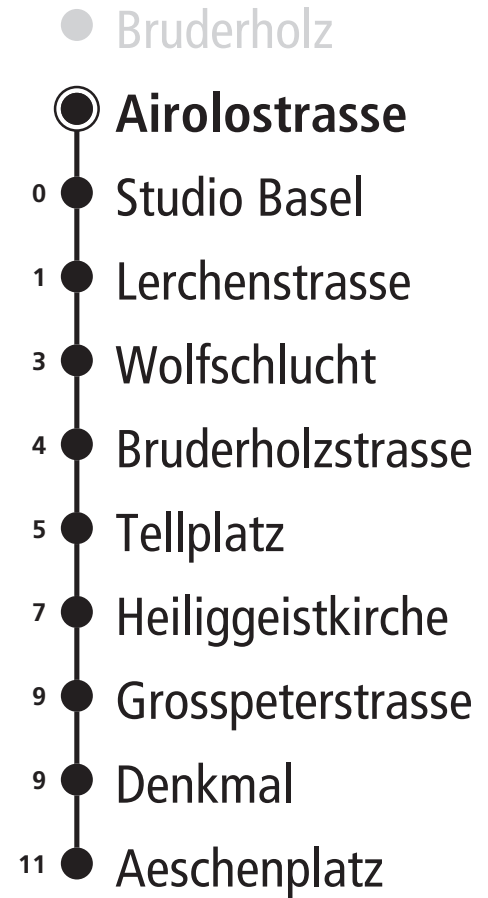 Bruderholz
Airolostrasse
0 Studio Basel
1 Lerchenstrasse
3 Wolfschlucht
4 Bruderholzstrasse
5 Tellplatz
7 Heiliggeistkirche
9 Grosspeterstrasse
9 Denkmal
11 Aeschenplatz